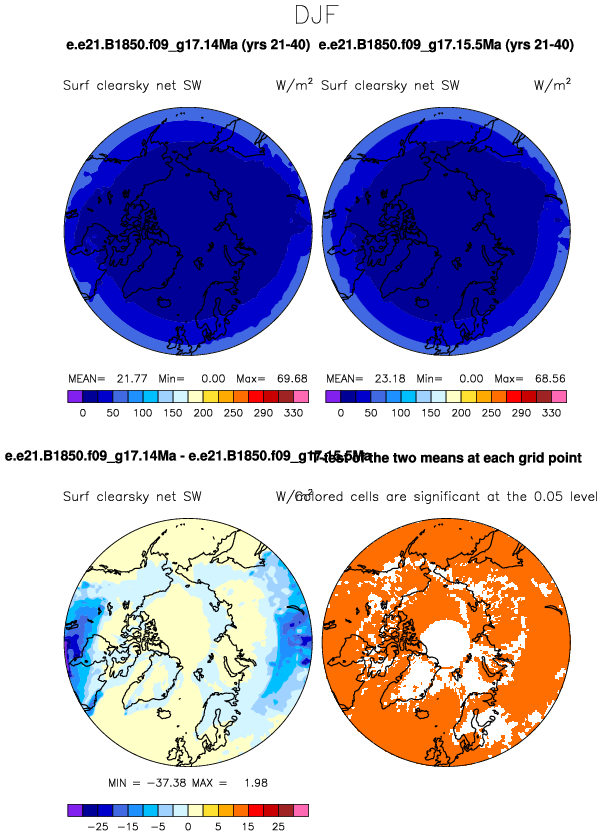 DJF
e.e21.B1850.f09_g17.14Ma (yrs 21-40) e.e21.B1850.f09_g17.15.5Ma (yrs 21-40)
Surf clearsky net SW W/m² Surf clearsky net SW W/m²
MEAN= 21.77 Min= 0.00 Max= 69.68 MEAN= 23.18 Min= 0.00 Max= 68.56
0 50 100 150 200 250 290 330 0 50 100 150 200 250 290 330
e.e21.B1850.f09_g17.14Ma - e.e21.B1850.f09_g17.15.5Ma T-test of the two means at each grid point
Surf clearsky net SW W/m² Colored cells are significant at the 0.05 level
MIN = -37.38 MAX = 1.98
-25 -15 -5 0 5 15 25